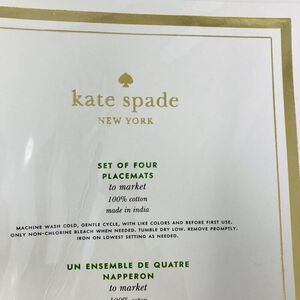 kate spade
NEW YORK
SET OF FOUR
PLACEMATS
to market
100% cotton
made in india
MACHINE WASH COLD, GENTLE CYCLE, WITH LIKE COLORS AND BEFORE FIRST USE.
ONLY NON-CHLORINE BLEACH WHEN NEEDED. TUMBLE DRY LOW. REMOVE PROMPTLY.
IRON ON LOWEST SETTING AS NEEDED.
UN ENSEMBLE DE QUATRE
NAPPERON
to market
100% coton